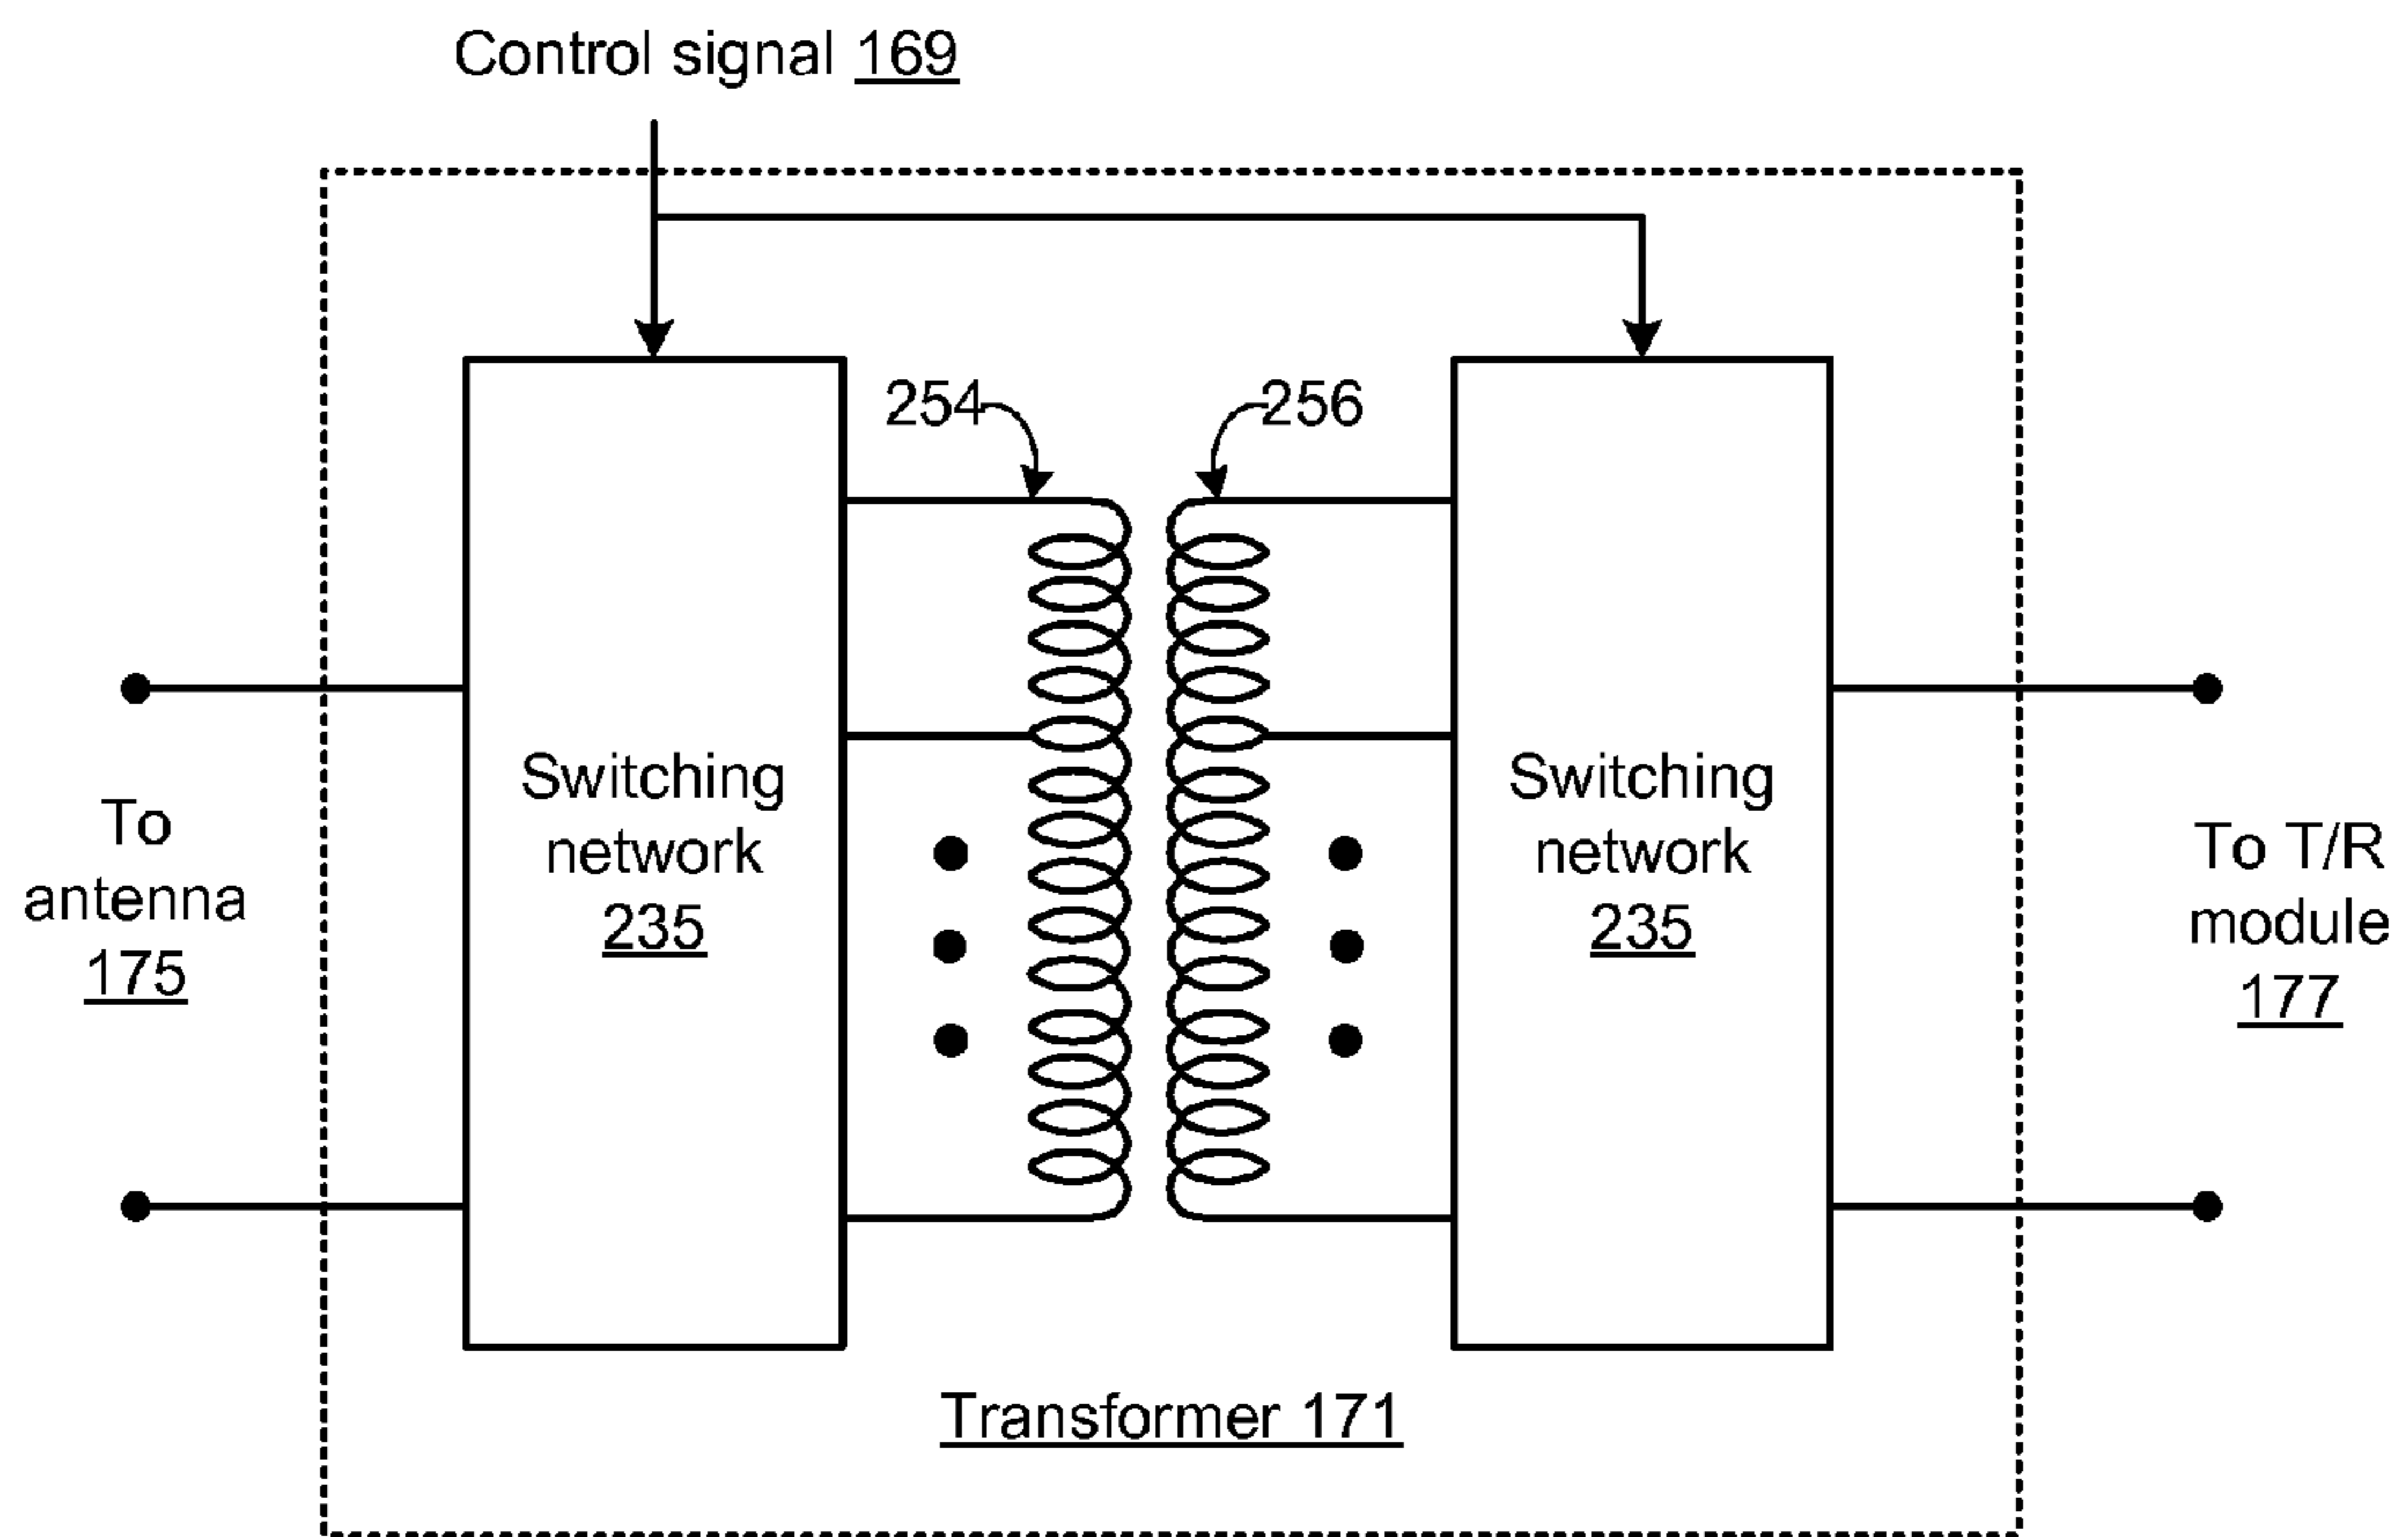 Control signal 169
254
256
Switching
network
235
Switching
network
235
To
antenna
175
To T/R
module
177
Transformer 171